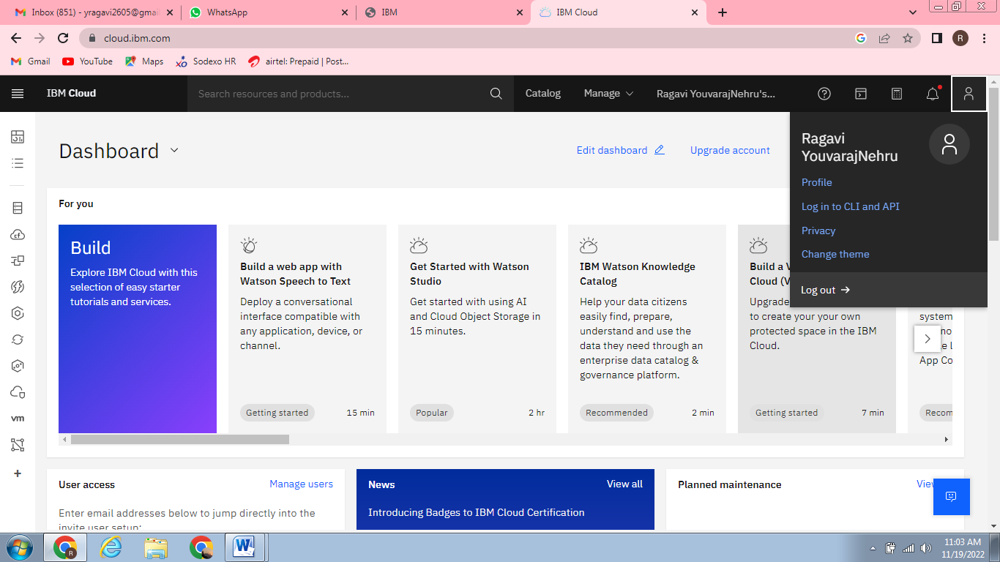 Inbox (851) - yragavi2605@gmai
WhatsApp
IBM
IBM Cloud
cloud.ibm.com
R
Gmail
YouTube
Maps
Sodexo HR
airtel: Prepaid | Post...
IBM Cloud
Search resources and products...
Catalog
Manage
Ragavi YouvarajNehru's...
Dashboard
Edit dashboard
Upgrade account
Ragavi
YouvarajNehru
Profile
Log in to CLI and API
Privacy
Change theme
Log out
For you
Build
Explore IBM Cloud with this
selection of easy starter
tutorials and services.
Build a web app with
Watson Speech to Text
Deploy a conversational
interface compatible with
any application, device, or
channel.
Getting started
15 min
Get Started with Watson
Studio
Get started with using AI
and Cloud Object Storage in
15 minutes.
Popular
2 hr
IBM Watson Knowledge
Catalog
Help your data citizens
easily find, prepare,
understand and use the
data they need through an
enterprise data catalog &
governance platform.
Recommended
2 min
Build a V
Cloud (V
Upgrade
to create your your own
protected space in the IBM
Cloud.
Getting started
7 min
system
App Co
Recom
cf
vm
User access
Manage users
Enter email addresses below to jump directly into the
invite user setup:
News
View all
Introducing Badges to IBM Cloud Certification
Planned maintenance
View
R
11:03 AM
11/19/2022